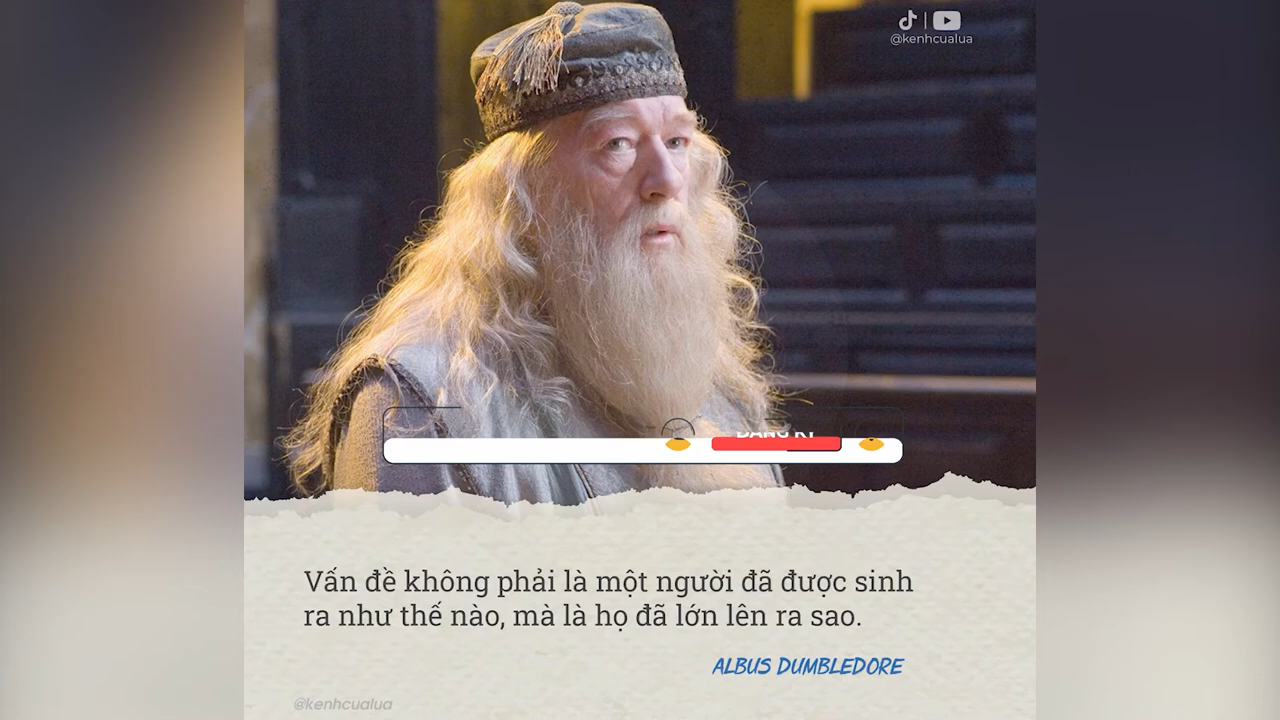 @kenhcualua
Vấn đề không phải là một người đã được sinh
ra như thế nào, mà là họ đã lớn lên ra sao.
ALBUS DUMBLEDORE
@kenhcualua